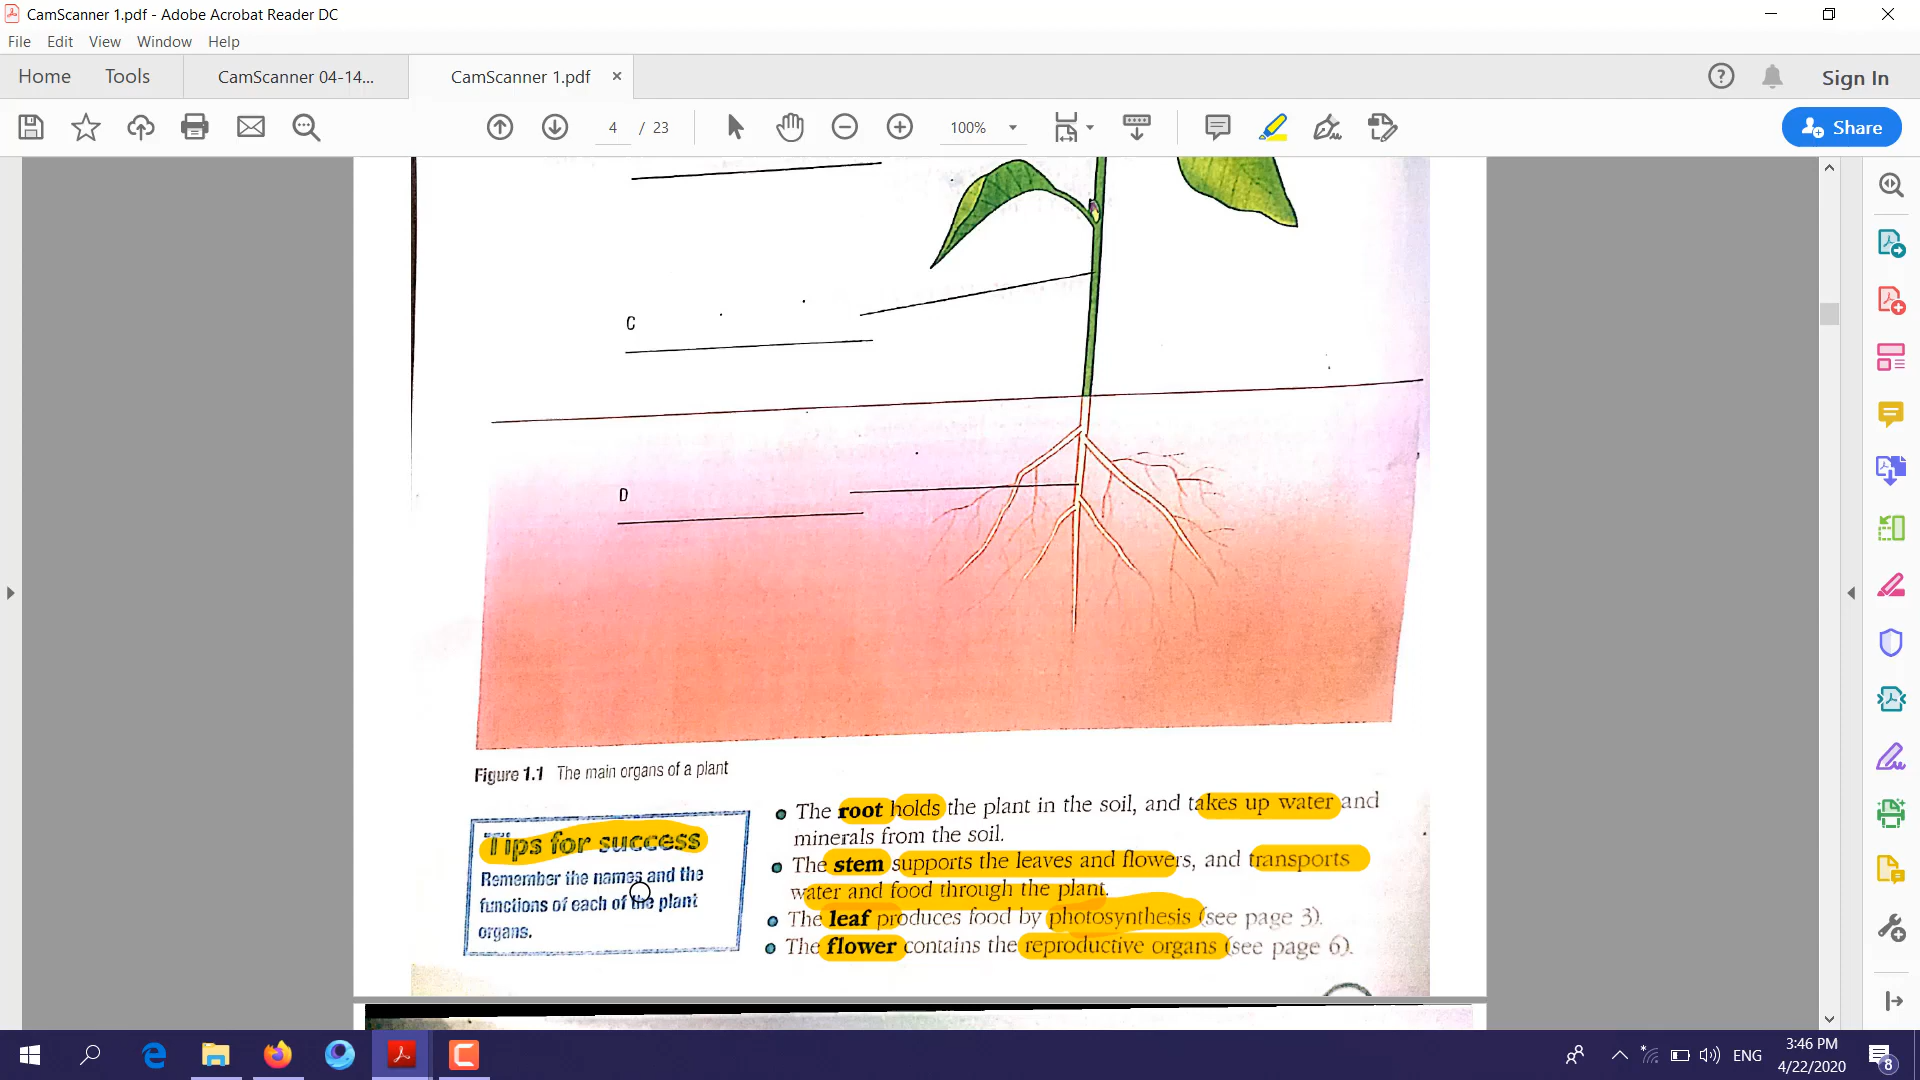 CamScanner 1.pdf - Adobe Acrobat Reader DC
File Edit View Window Help
Home Tools CamScanner 04-14... CamScanner 1.pdf × Sign In
4 / 23 100% Share
C
D
Figure 1.1 The main organs of a plant
Tips for success
Remember the names and the
functions of each of the plant
organs.
• The root holds the plant in the soil, and takes up water and
minerals from the soil.
• The stem supports the leaves and flowers, and transports
water and food through the plant.
• The leaf produces food by photosynthesis (see page 3).
• The flower contains the reproductive organs (see page 6).
ENG
3:46 PM
4/22/2020
8